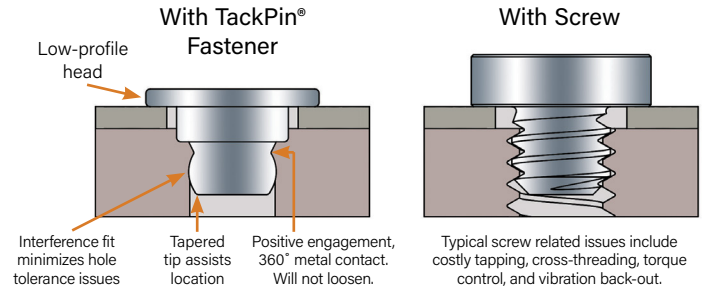 With TackPin®
Fastener
Low-profile
head
Interference fit
minimizes hole
tolerance issues
Tapered
tip assists
location
Positive engagement,
360˚ metal contact.
Will not loosen.
With Screw
Typical screw related issues include
costly tapping, cross-threading, torque
control, and vibration back-out.